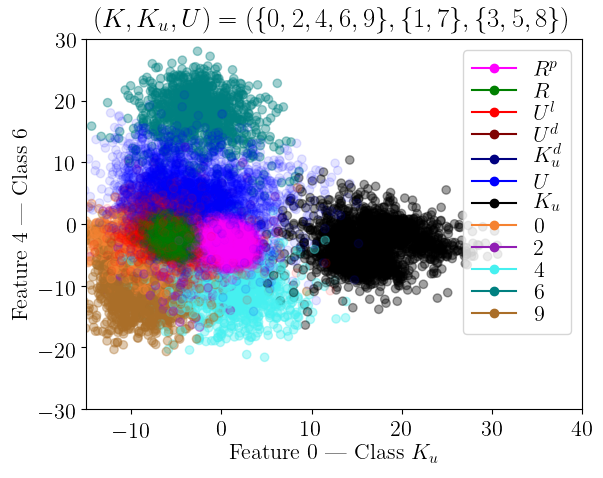 (K, K_u, U) = ({0, 2, 4, 6, 9}, {1, 7}, {3, 5, 8})
30
20
10
0
−10
−20
−30
Feature 4 — Class 6
R^p
R
U^l
U^d
K_u^d
U
K_u
0
2
4
6
9
−10
0
10
20
30
40
Feature 0 — Class K_u